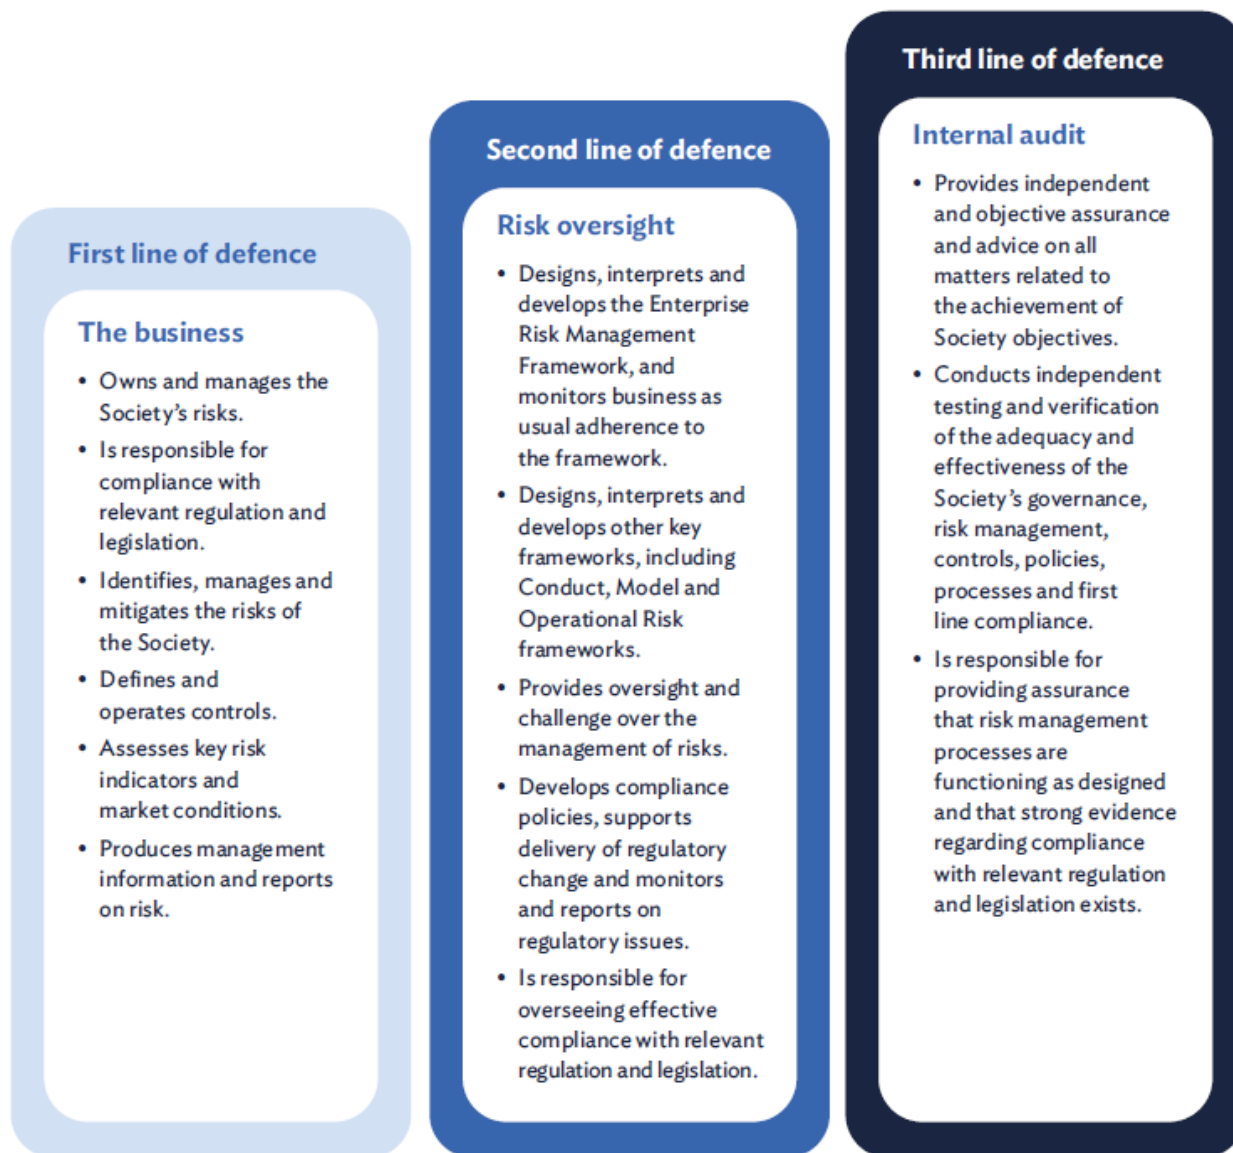 First line of defence
The business
• Owns and manages the
Society's risks.
• Is responsible for
compliance with
relevant regulation and
legislation.
• Identifies, manages and
mitigates the risks of
the Society.
• Defines and
operates controls.
• Assesses key risk
indicators and
market conditions.
• Produces management
information and reports
on risk.
Second line of defence
Risk oversight
• Designs, interprets and
develops the Enterprise
Risk Management
Framework, and
monitors business as
usual adherence to
the framework.
• Designs, interprets and
develops other key
frameworks, including
Conduct, Model and
Operational Risk
frameworks.
• Provides oversight and
challenge over the
management of risks.
• Develops compliance
policies, supports
delivery of regulatory
change and monitors
and reports on
regulatory issues.
• Is responsible for
overseeing effective
compliance with relevant
regulation and legislation.
Third line of defence
Internal audit
• Provides independent
and objective assurance
and advice on all
matters related to
the achievement of
Society objectives.
• Conducts independent
testing and verification
of the adequacy and
effectiveness of the
Society's governance,
risk management,
controls, policies,
processes and first
line compliance.
• Is responsible for
providing assurance
that risk management
processes are
functioning as designed
and that strong evidence
regarding compliance
with relevant regulation
and legislation exists.